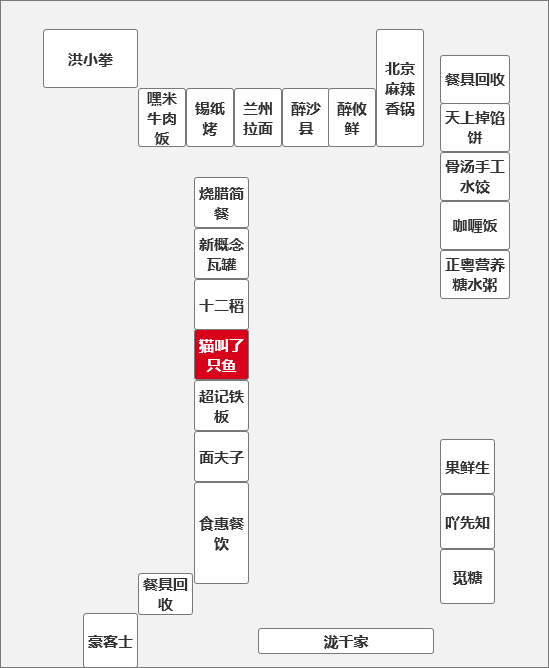 洪小拳
嘿米
牛肉
饭
锡纸
烤
兰州
拉面
醉沙
县
醉攸
鲜
北京
麻辣
香锅
餐具回收
天上掉馅
饼
骨汤手工
水饺
咖喱饭
正粤营养
糖水粥
烧腊简
餐
新概念
瓦罐
十二稻
猫叫了
只鱼
超记铁
板
面夫子
食惠餐
饮
餐具回
收
豪客士
泷千家
果鲜生
吖先知
觅糖